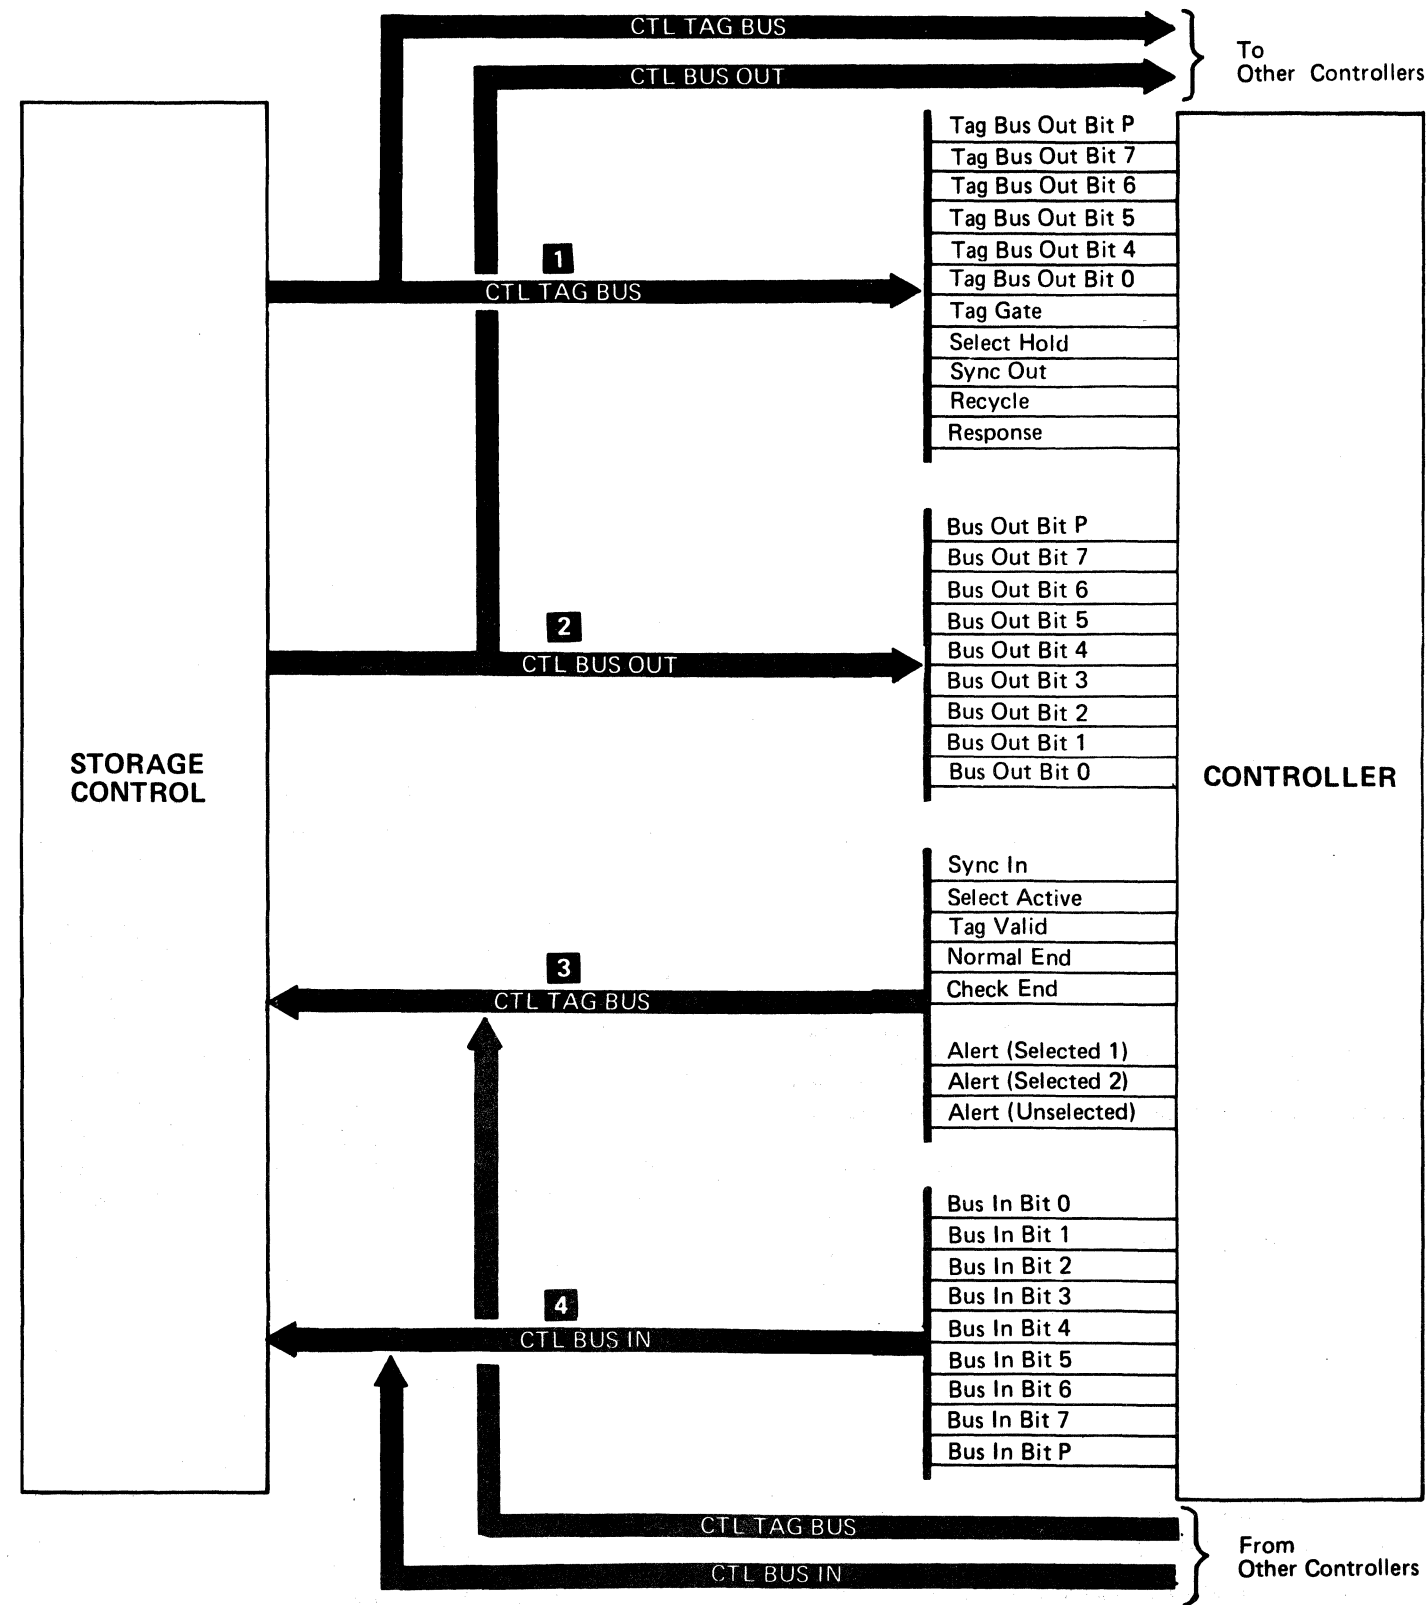 CTL TAG BUS
CTL BUS OUT
To
Other Controllers
Tag Bus Out Bit P
Tag Bus Out Bit 7
Tag Bus Out Bit 6
Tag Bus Out Bit 5
Tag Bus Out Bit 4
Tag Bus Out Bit 0
Tag Gate
Select Hold
Sync Out
Recycle
Response
1
CTL TAG BUS
Bus Out Bit P
Bus Out Bit 7
Bus Out Bit 6
Bus Out Bit 5
Bus Out Bit 4
Bus Out Bit 3
Bus Out Bit 2
Bus Out Bit 1
Bus Out Bit 0
2
CTL BUS OUT
STORAGE
CONTROL
CONTROLLER
Sync In
Select Active
Tag Valid
Normal End
Check End
Alert (Selected 1)
Alert (Selected 2)
Alert (Unselected)
3
CTL TAG BUS
Bus In Bit 0
Bus In Bit 1
Bus In Bit 2
Bus In Bit 3
Bus In Bit 4
Bus In Bit 5
Bus In Bit 6
Bus In Bit 7
Bus In Bit P
4
CTL BUS IN
CTL TAG BUS
CTL BUS IN
From
Other Controllers